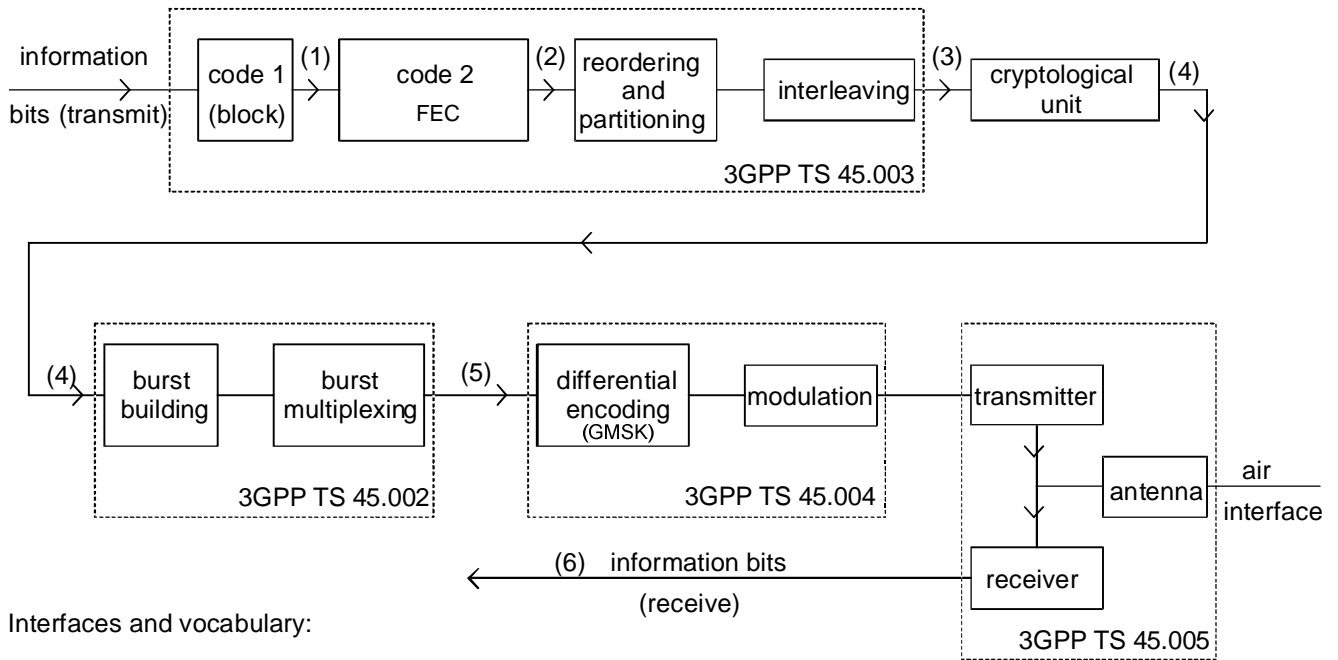 information
bits (transmit)
code 1
(block)
(1)
code 2
FEC
(2)
reordering
and
partitioning
interleaving
(3)
cryptological
unit
(4)
3GPP TS 45.003
(4)
burst
building
burst
multiplexing
3GPP TS 45.002
(5)
differential
encoding
(GMSK)
modulation
3GPP TS 45.004
transmitter
antenna
air
interface
receiver
3GPP TS 45.005
(6) information bits
(receive)
Interfaces and vocabulary: